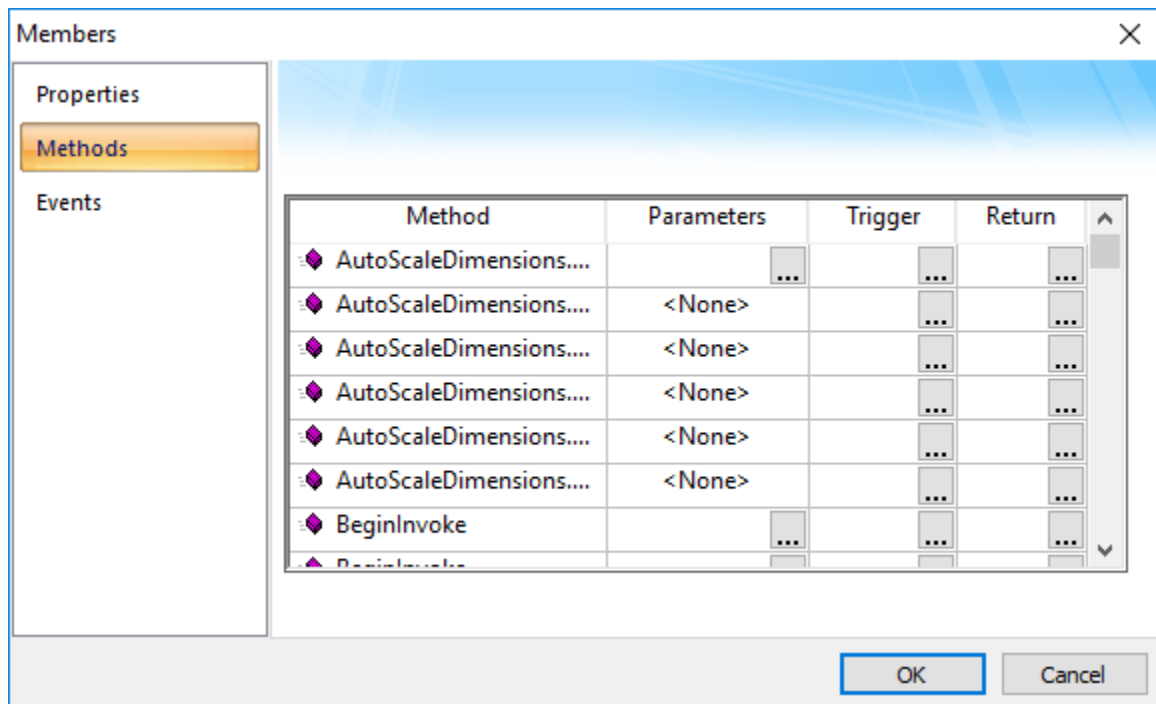 Members
Properties
Methods
Events
Method Parameters Trigger Return
AutoScaleDimensions.... ... ... ...
AutoScaleDimensions.... <None> ... ...
AutoScaleDimensions.... <None> ... ...
AutoScaleDimensions.... <None> ... ...
AutoScaleDimensions.... <None> ... ...
AutoScaleDimensions.... <None> ... ...
BeginInvoke ... ... ...
OK Cancel